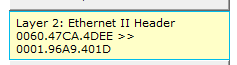 Layer 2: Ethernet II Header
0060.47CA.4DEE >>
0001.96A9.401D